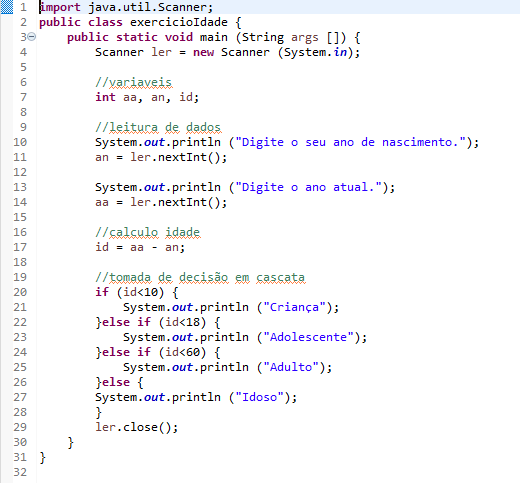 1 import java.util.Scanner;
2 public class exercicioIdade {
3 public static void main (String args []) {
4 Scanner ler = new Scanner (System.in);
5
6 //variaveis
7 int aa, an, id;
8
9 //leitura de dados
10 System.out.println ("Digite o seu ano de nascimento.");
11 an = ler.nextInt();
12
13 System.out.println ("Digite o ano atual.");
14 aa = ler.nextInt();
15
16 //calculo idade
17 id = aa - an;
18
19 //tomada de decisão em cascata
20 if (id<10) {
21 System.out.println ("Criança");
22 }else if (id<18) {
23 System.out.println ("Adolescente");
24 }else if (id<60) {
25 System.out.println ("Adulto");
26 }else {
27 System.out.println ("Idoso");
28 }
29 ler.close();
30 }
31 }
32